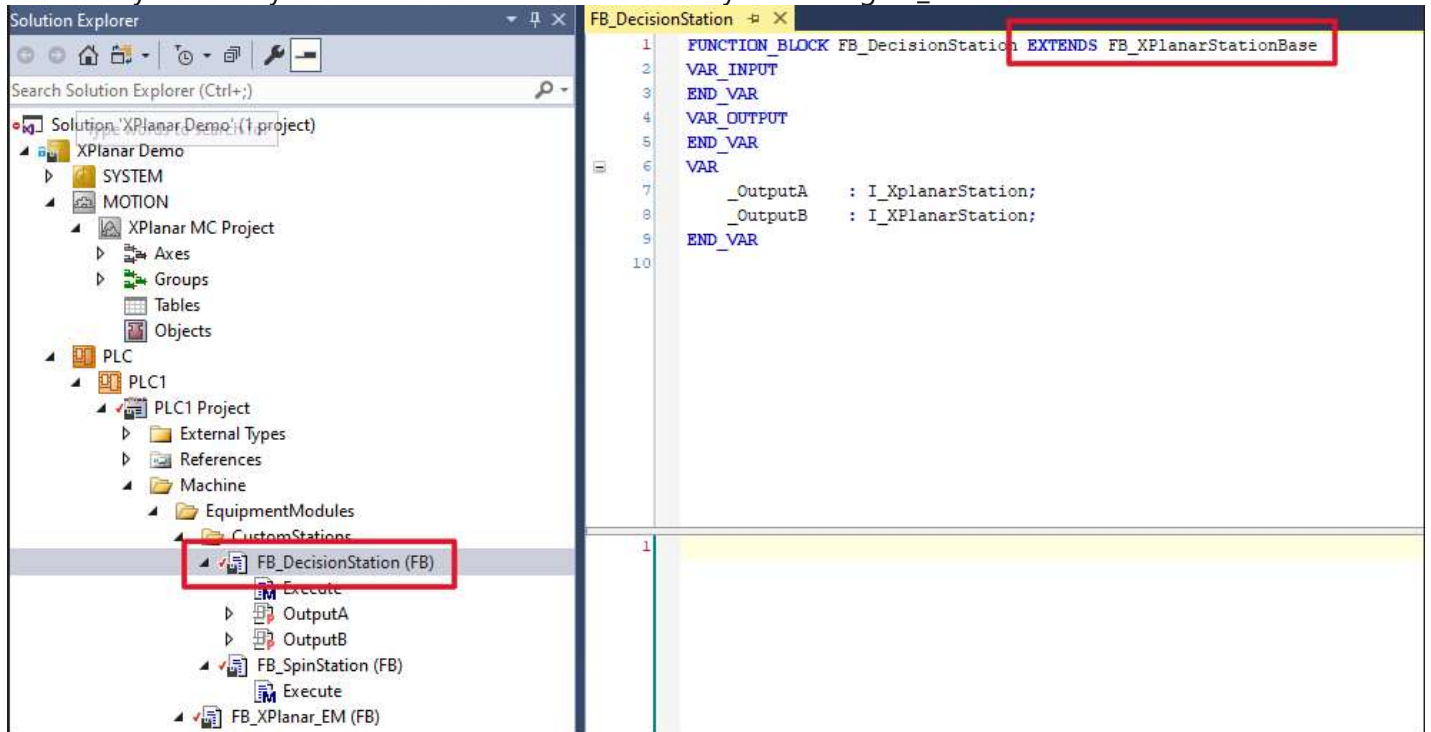 Solution Explorer
Search Solution Explorer (Ctrl+;)
Solution 'XPlanar Demo' (1 project)
XPlanar Demo
SYSTEM
MOTION
XPlanar MC Project
Axes
Groups
Tables
Objects
PLC
PLC1
PLC1 Project
External Types
References
Machine
EquipmentModules
CustomStations
FB_DecisionStation (FB)
Execute
OutputA
OutputB
FB_SpinStation (FB)
Execute
FB_XPlanar_EM (FB)
FB_DecisionStation
1 FUNCTION_BLOCK FB_DecisionStation EXTENDS FB_XPlanarStationBase
2 VAR_INPUT
3 END_VAR
4 VAR_OUTPUT
5 END_VAR
6 VAR
7 _OutputA : I_XplanarStation;
8 _OutputB : I_XPlanarStation;
9 END_VAR
10
1